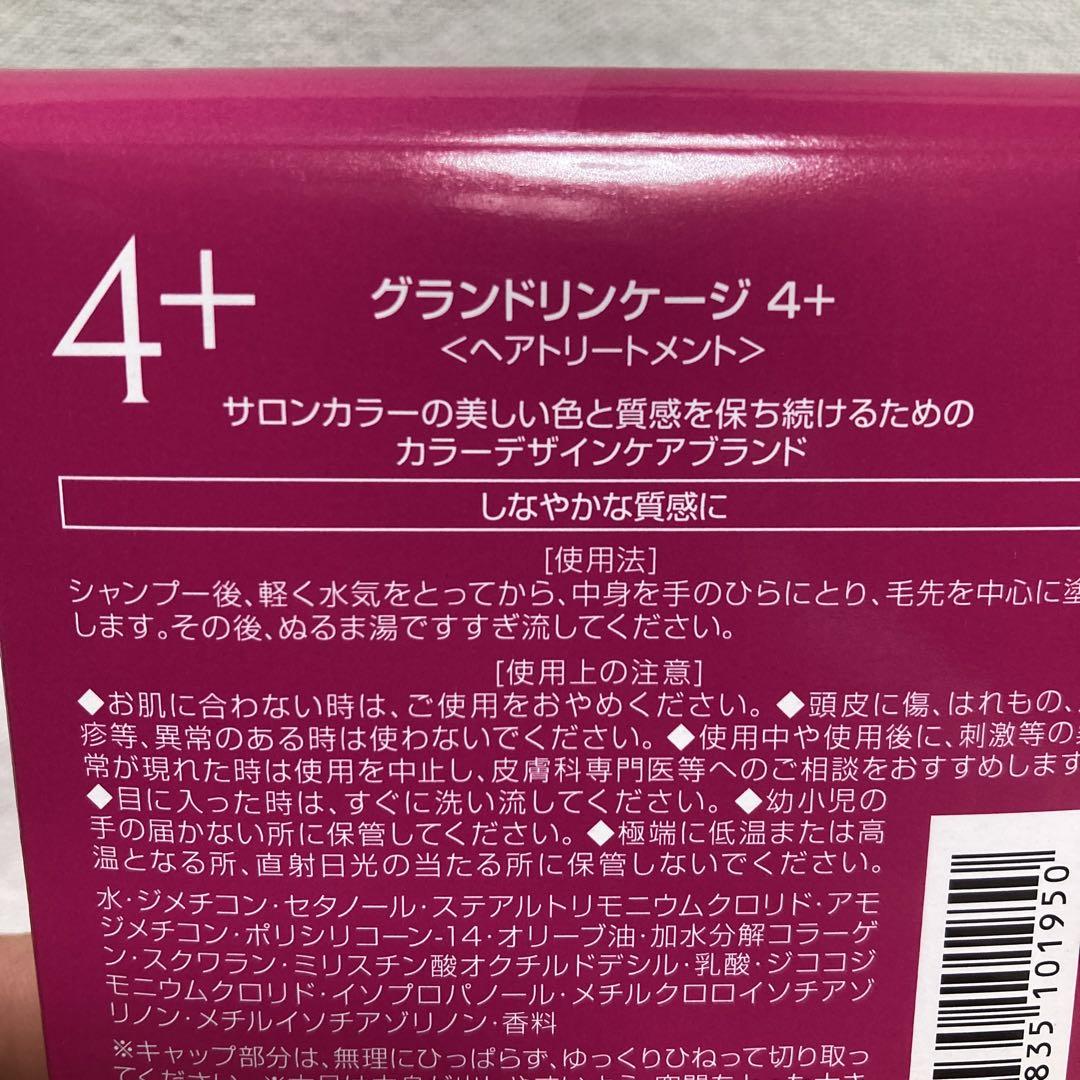 4+
グランドリンケージ 4+
<ヘアトリートメント>
サロンカラーの美しい色と質感を保ち続けるための
カラーデザインケアブランド
しなやかな質感に
[使用法]
シャンプー後、軽く水気をとってから、中身を手のひらにとり、毛先を中心に塗
します。その後、ぬるま湯ですすぎ流してください。
[使用上の注意]
◆お肌に合わない時は、ご使用をおやめください。◆頭皮に傷、はれもの、
疹等、異常のある時は使わないでください。◆使用中や使用後に、刺激等の異
常が現れた時は使用を中止し、皮膚科専門医等へのご相談をおすすめします
◆目に入った時は、すぐに洗い流してください。◆幼小児の
手の届かない所に保管してください。◆極端に低温または高
温となる所、直射日光の当たる所に保管しないでください。
水・ジメチコン・セタノール・ステアルトリモニウムクロリド・アモ
ジメチコン・ポリシリコーン-14・オリーブ油・加水分解コラーゲ
ン・スクワラン・ミリスチン酸オクチルドデシル・乳酸・ジココジ
モニウムクロリド・イソプロパノール・メチルクロロイソチアゾ
リノン・メチルイソチアゾリノン・香料
※キャップ部分は、無理にひっぱらず、ゆっくりひねって切り取っ
てください。
835101950